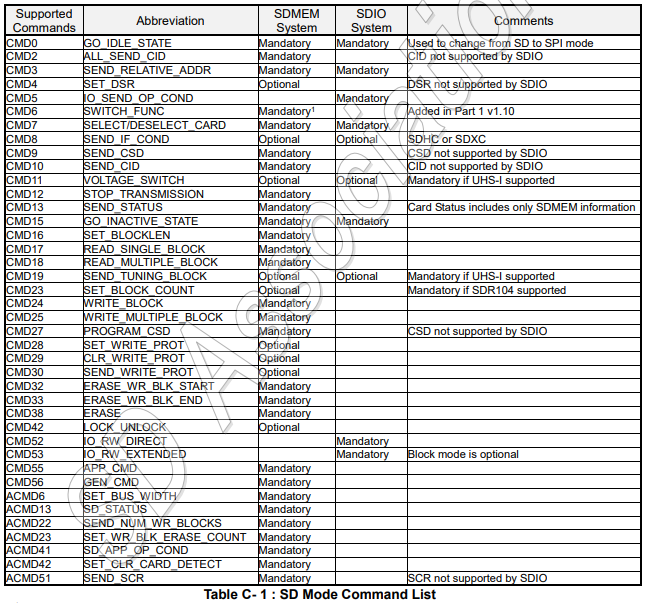 Supported Commands Abbreviation SDMEM System SDIO System Comments
CMD0 GO_IDLE_STATE Mandatory Mandatory Used to change from SD to SPI mode
CMD2 ALL_SEND_CID Mandatory CID not supported by SDIO
CMD3 SEND_RELATIVE_ADDR Mandatory Mandatory
CMD4 SET_DSR Optional DSR not supported by SDIO
CMD5 IO_SEND_OP_COND Mandatory
CMD6 SWITCH_FUNC Mandatory¹ Added in Part 1 v1.10
CMD7 SELECT/DESELECT_CARD Mandatory Mandatory
CMD8 SEND_IF_COND Optional Optional SDHC or SDXC
CMD9 SEND_CSD Mandatory CSD not supported by SDIO
CMD10 SEND_CID Mandatory CID not supported by SDIO
CMD11 VOLTAGE_SWITCH Optional Optional Mandatory if UHS-I supported
CMD12 STOP_TRANSMISSION Mandatory
CMD13 SEND_STATUS Mandatory Card Status includes only SDMEM information
CMD15 GO_INACTIVE_STATE Mandatory Mandatory
CMD16 SET_BLOCKLEN Mandatory
CMD17 READ_SINGLE_BLOCK Mandatory
CMD18 READ_MULTIPLE_BLOCK Mandatory
CMD19 SEND_TUNING_BLOCK Optional Optional Mandatory if UHS-I supported
CMD23 SET_BLOCK_COUNT Optional Mandatory if SDR104 supported
CMD24 WRITE_BLOCK Mandatory
CMD25 WRITE_MULTIPLE_BLOCK Mandatory
CMD27 PROGRAM_CSD Mandatory CSD not supported by SDIO
CMD28 SET_WRITE_PROT Optional
CMD29 CLR_WRITE_PROT Optional
CMD30 SEND_WRITE_PROT Optional
CMD32 ERASE_WR_BLK_START Mandatory
CMD33 ERASE_WR_BLK_END Mandatory
CMD38 ERASE Mandatory
CMD42 LOCK_UNLOCK Optional
CMD52 IO_RW_DIRECT Mandatory
CMD53 IO_RW_EXTENDED Mandatory Block mode is optional
CMD55 APP_CMD Mandatory
CMD56 GEN_CMD Mandatory
ACMD6 SET_BUS_WIDTH Mandatory
ACMD13 SD_STATUS Mandatory
ACMD22 SEND_NUM_WR_BLOCKS Mandatory
ACMD23 SET_WR_BLK_ERASE_COUNT Mandatory
ACMD41 SD_APP_OP_COND Mandatory
ACMD42 SET_CLR_CARD_DETECT Mandatory
ACMD51 SEND_SCR Mandatory SCR not supported by SDIO
Table C- 1 : SD Mode Command List
SD Association